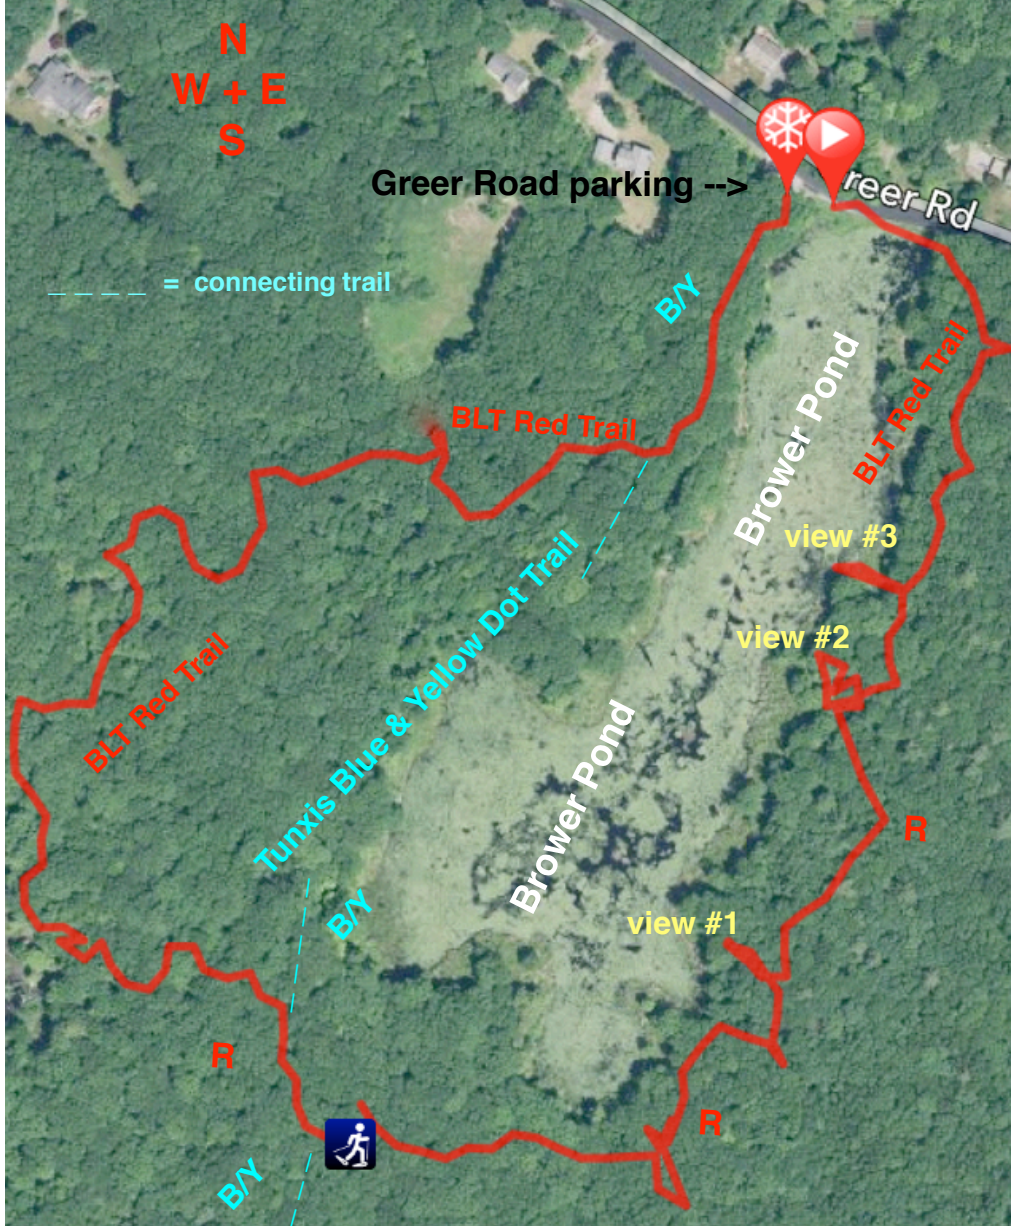 N
W + E
S
Greer Road parking -->
reer Rd
= connecting trail
B/Y
BLT Red Trail
BLT Red Trail
Brower Pond
view #3
Tunxis Blue & Yellow Dot Trail
view #2
BLT Red Trail
Brower Pond
R
B/Y
view #1
R
R
B/Y